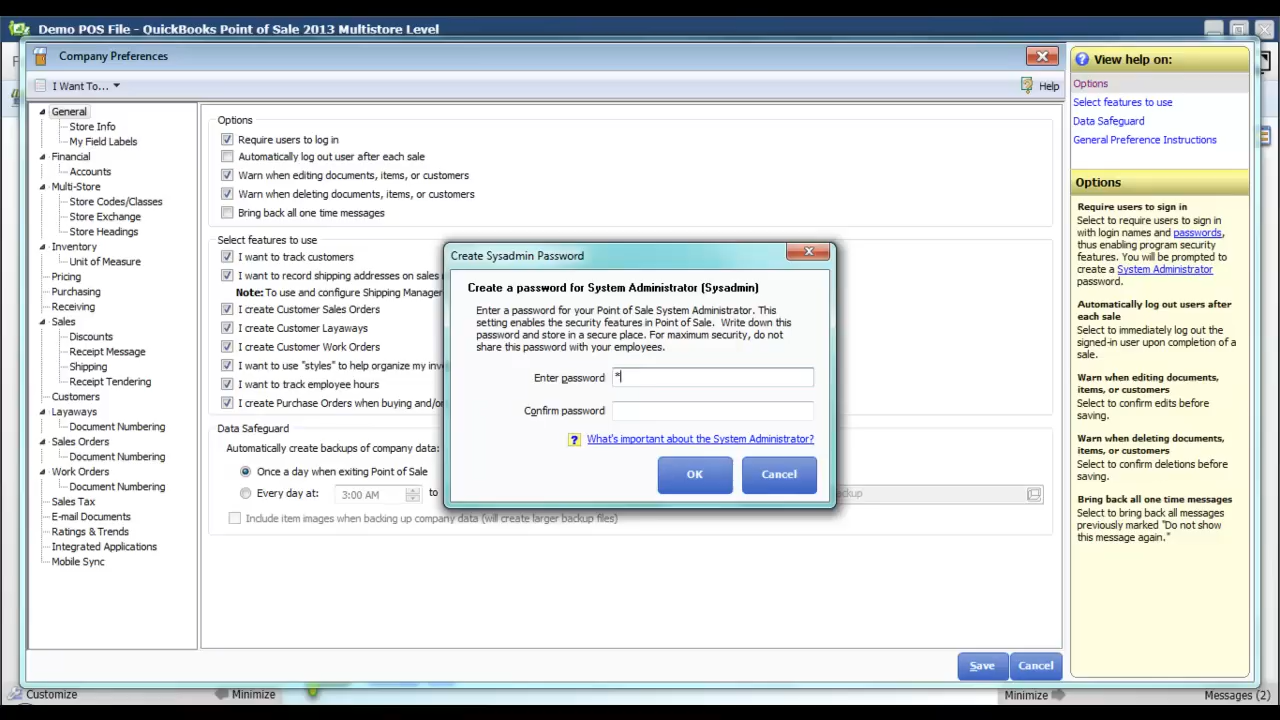 Demo POS File - QuickBooks Point of Sale 2013 Multistore Level
Company Preferences
I Want To...
Help
General
Store Info
My Field Labels
Financial
Accounts
Multi-Store
Store Codes/Classes
Store Exchange
Store Headings
Inventory
Unit of Measure
Pricing
Purchasing
Receiving
Sales
Discounts
Receipt Message
Shipping
Receipt Tendering
Customers
Layaways
Document Numbering
Sales Orders
Document Numbering
Work Orders
Document Numbering
Sales Tax
E-mail Documents
Ratings & Trends
Integrated Applications
Mobile Sync
Options
Require users to log in
Automatically log out user after each sale
Warn when editing documents, items, or customers
Warn when deleting documents, items, or customers
Bring back all one time messages
Select features to use
I want to track customers
I want to record shipping addresses on sales
Note: To use and configure Shipping Manager
I create Customer Sales Orders
I create Customer Layaways
I create Customer Work Orders
I want to use "styles" to help organize my
I want to track employee hours
I create Purchase Orders when buying and/or
Data Safeguard
Automatically create backups of company data:
Once a day when exiting Point of Sale
Every day at: 3:00 AM to
Include item images when backing up company data (will create larger backup files)
Create Sysadmin Password
Create a password for System Administrator (Sysadmin)
Enter a password for your Point of Sale System Administrator. This
setting enables the security features in Point of Sale. Write down this
password and store in a secure place. For maximum security, do not
share this password with your employees.
Enter password *
Confirm password
? What's important about the System Administrator?
OK
Cancel
Save
Cancel
? View help on:
Options
Select features to use
Data Safeguard
General Preference Instructions
Options
Require users to sign in
Select to require users to sign in
with login names and passwords,
thus enabling program security
features. You will be prompted to
create a System Administrator
password.
Automatically log out users after
each sale
Select to immediately log out the
signed-in user upon completion of a
sale.
Warn when editing documents,
items, or customers
Select to confirm edits before
saving.
Warn when deleting documents,
items, or customers
Select to confirm deletions before
saving.
Bring back all one time messages
Select to bring back all messages
previously marked "Do not show
this message again."
Customize
Minimize
Minimize
Messages (2)